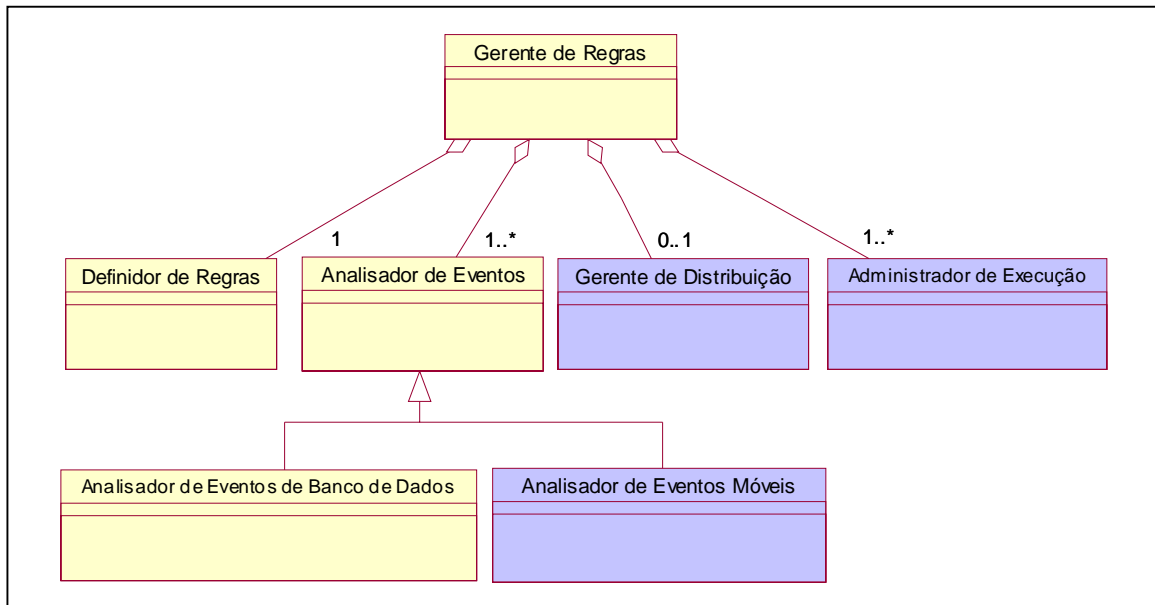 Gerente de Regras
1
1..*
0..1
1..*
Definidor de Regras
Analisador de Eventos
Gerente de Distribuição
Administrador de Execução
Analisador de Eventos de Banco de Dados
Analisador de Eventos Móveis